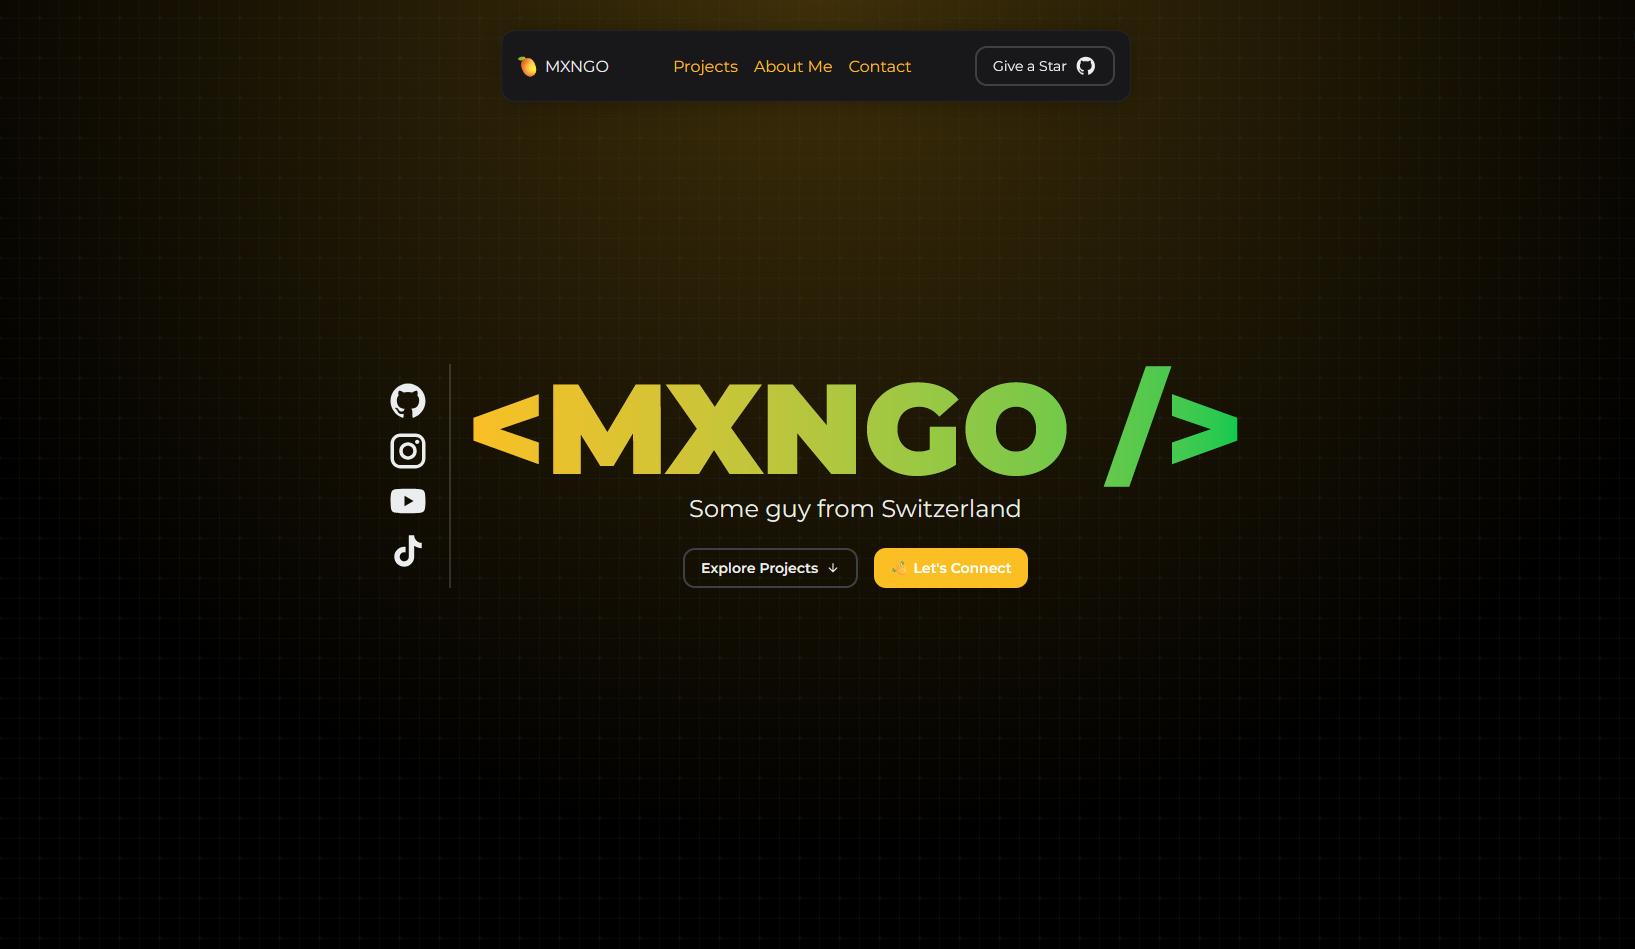 MXNGO
Projects About Me Contact
Give a Star
<MXNGO />
Some guy from Switzerland
Explore Projects ↓
Let's Connect